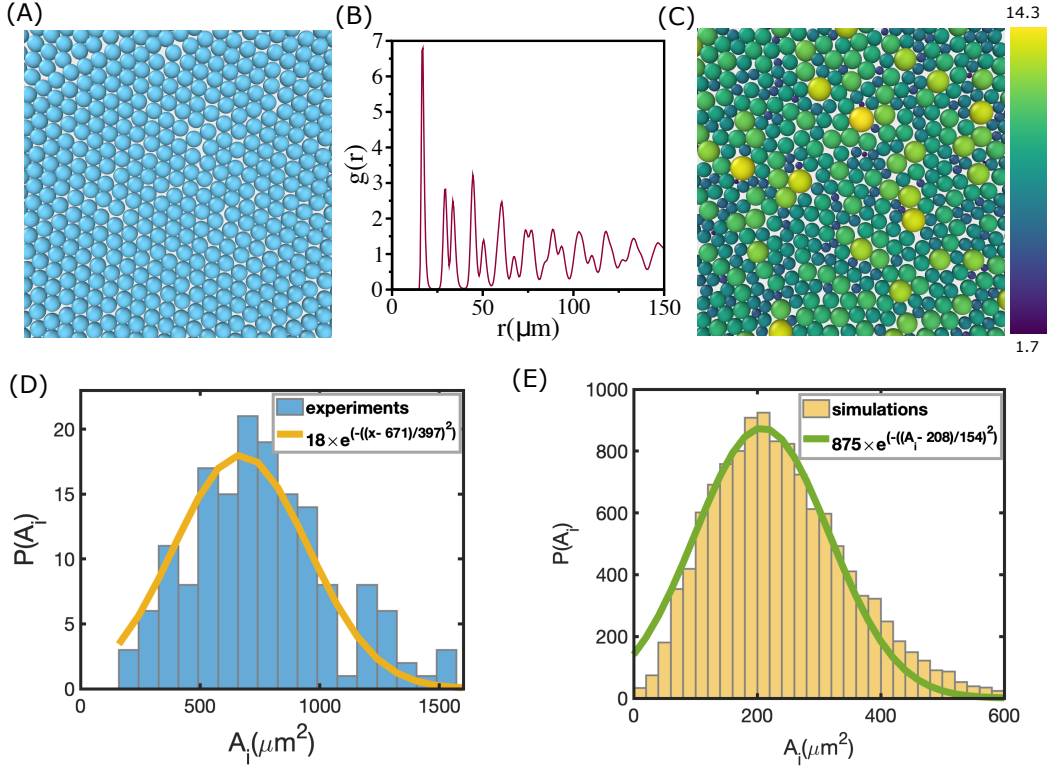 (A)
(B)
7
6
5
4
3
2
1
0
g(r)
0
50
100
150
r(μm)
(C)
14.3
1.7
(D)
20
15
10
5
0
P(A_i)
experiments
18×e^(-((x- 671)/397)^2)
0
500
1000
1500
A_i(μm^2)
(E)
1000
800
600
400
200
0
P(A_i)
simulations
875×e^(-((A_i- 208)/154)^2)
0
200
400
600
A_i(μm^2)